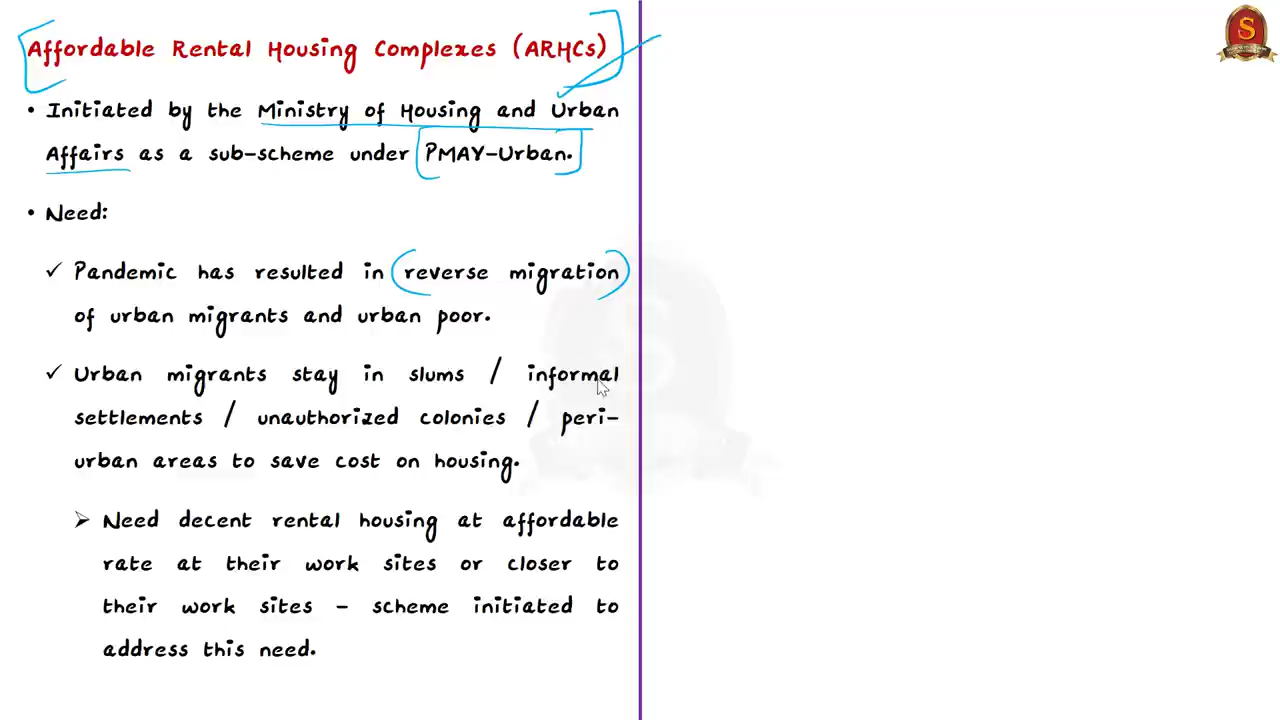 Affordable Rental Housing Complexes (ARHCs)
• Initiated by the Ministry of Housing and Urban
Affairs as a sub-scheme under PMAY-Urban.
• Need:
✓ Pandemic has resulted in reverse migration
of urban migrants and urban poor.
✓ Urban migrants stay in slums / informal
settlements / unauthorized colonies / peri-
urban areas to save cost on housing.
➢ Need decent rental housing at affordable
rate at their work sites or closer to
their work sites - scheme initiated to
address this need.
S